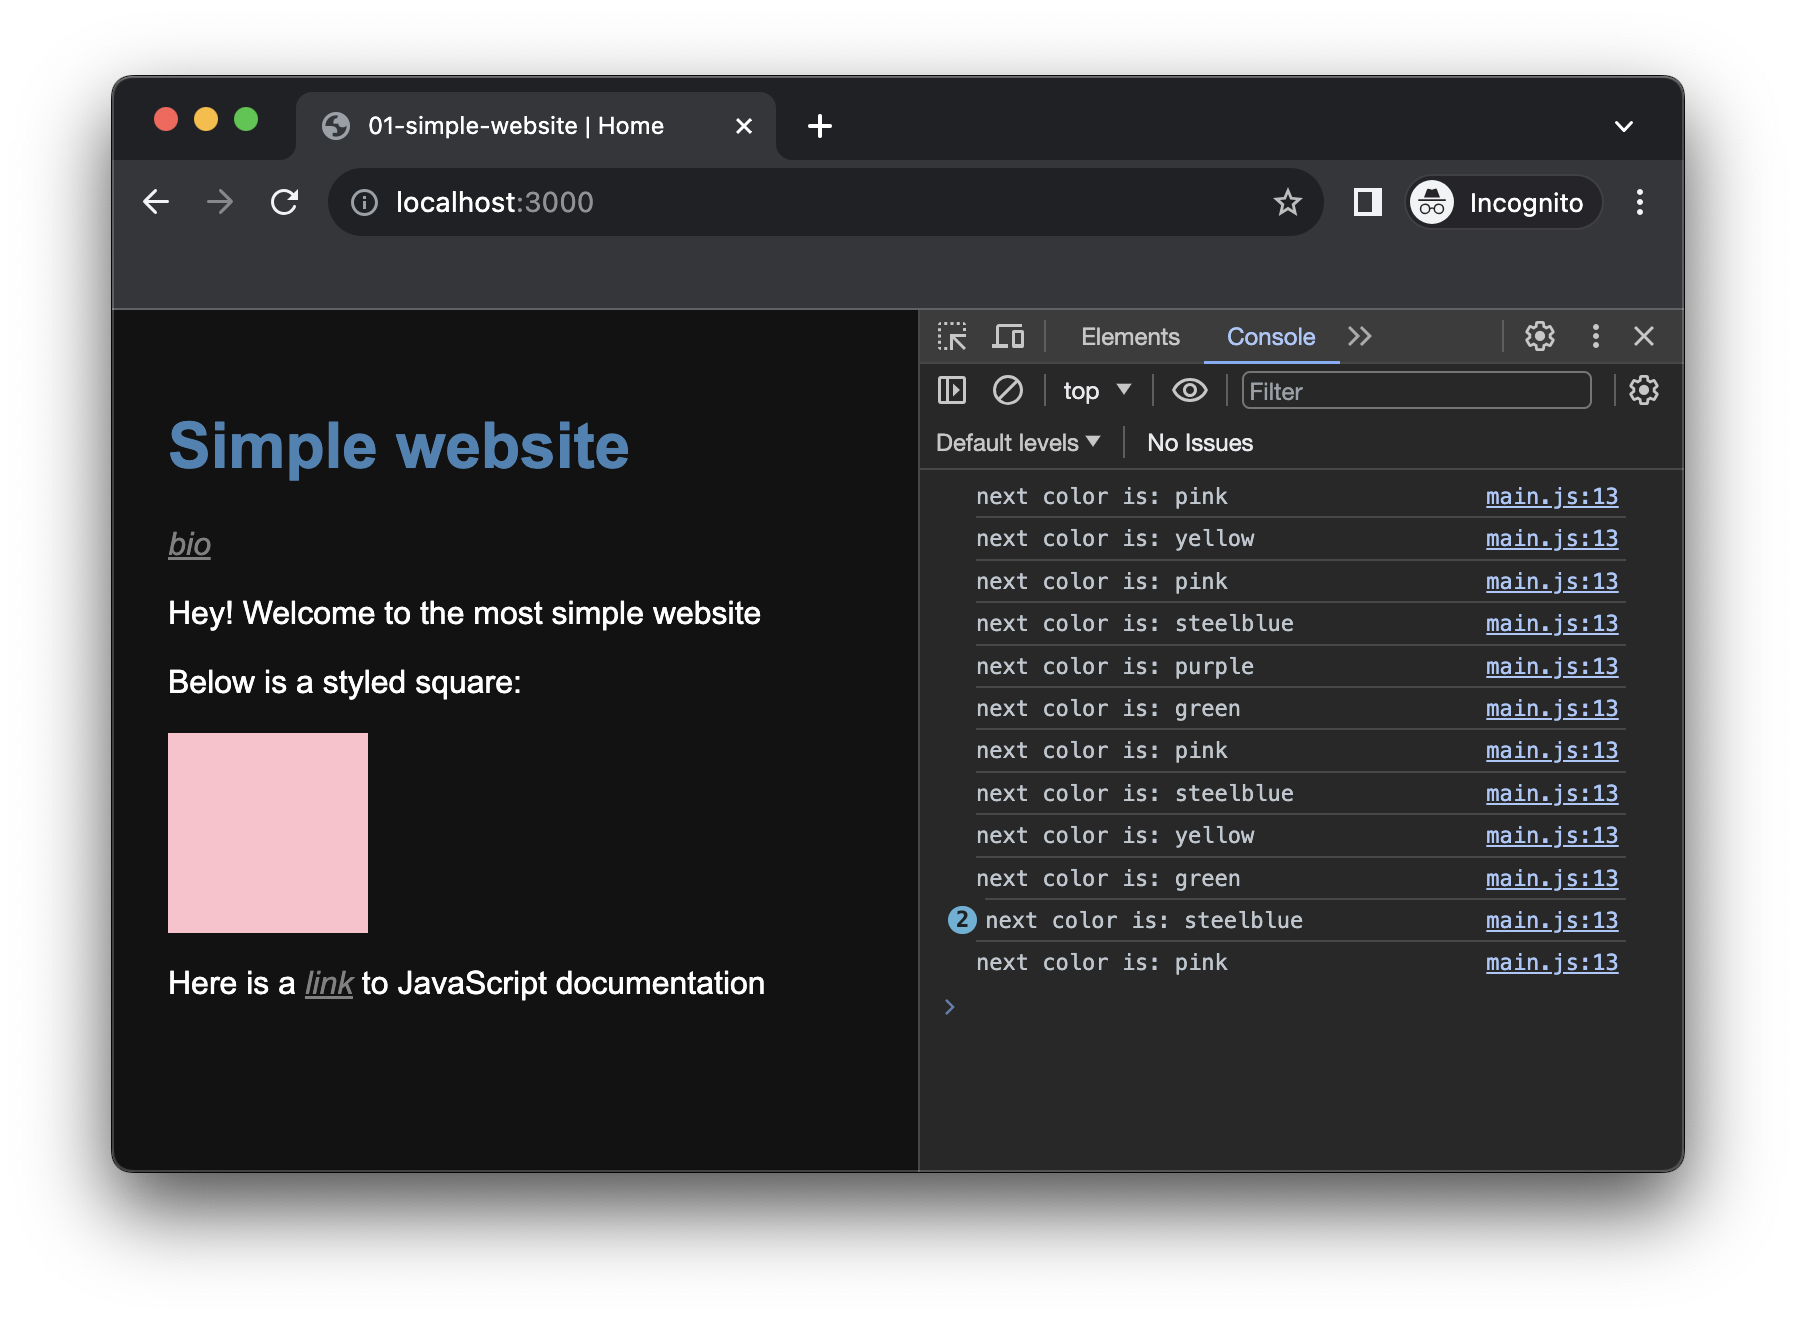 01-simple-website | Home
localhost:3000
Incognito
Simple website
bio
Hey! Welcome to the most simple website
Below is a styled square:
Here is a link to JavaScript documentation
Elements Console
top Filter
Default levels No Issues
next color is: pink main.js:13
next color is: yellow main.js:13
next color is: pink main.js:13
next color is: steelblue main.js:13
next color is: purple main.js:13
next color is: green main.js:13
next color is: pink main.js:13
next color is: steelblue main.js:13
next color is: yellow main.js:13
next color is: green main.js:13
2 next color is: steelblue main.js:13
next color is: pink main.js:13